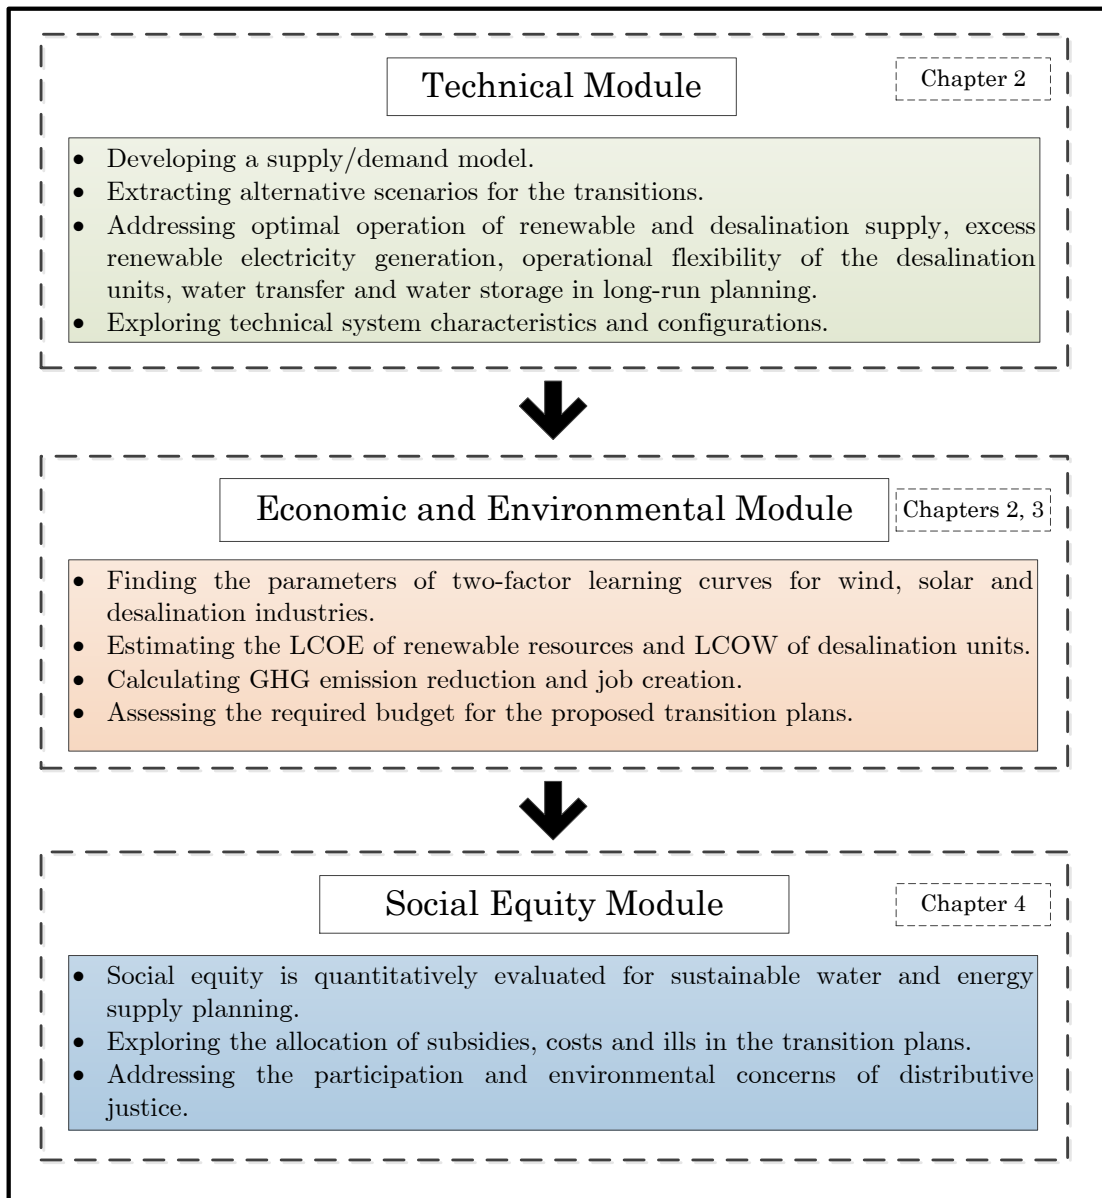 Technical Module
Chapter 2
• Developing a supply/demand model.
• Extracting alternative scenarios for the transitions.
• Addressing optimal operation of renewable and desalination supply, excess
renewable electricity generation, operational flexibility of the desalination
units, water transfer and water storage in long-run planning.
• Exploring technical system characteristics and configurations.
Economic and Environmental Module
Chapters 2, 3
• Finding the parameters of two-factor learning curves for wind, solar and
desalination industries.
• Estimating the LCOE of renewable resources and LCOW of desalination units.
• Calculating GHG emission reduction and job creation.
• Assessing the required budget for the proposed transition plans.
Social Equity Module
Chapter 4
• Social equity is quantitatively evaluated for sustainable water and energy
supply planning.
• Exploring the allocation of subsidies, costs and ills in the transition plans.
• Addressing the participation and environmental concerns of distributive
justice.